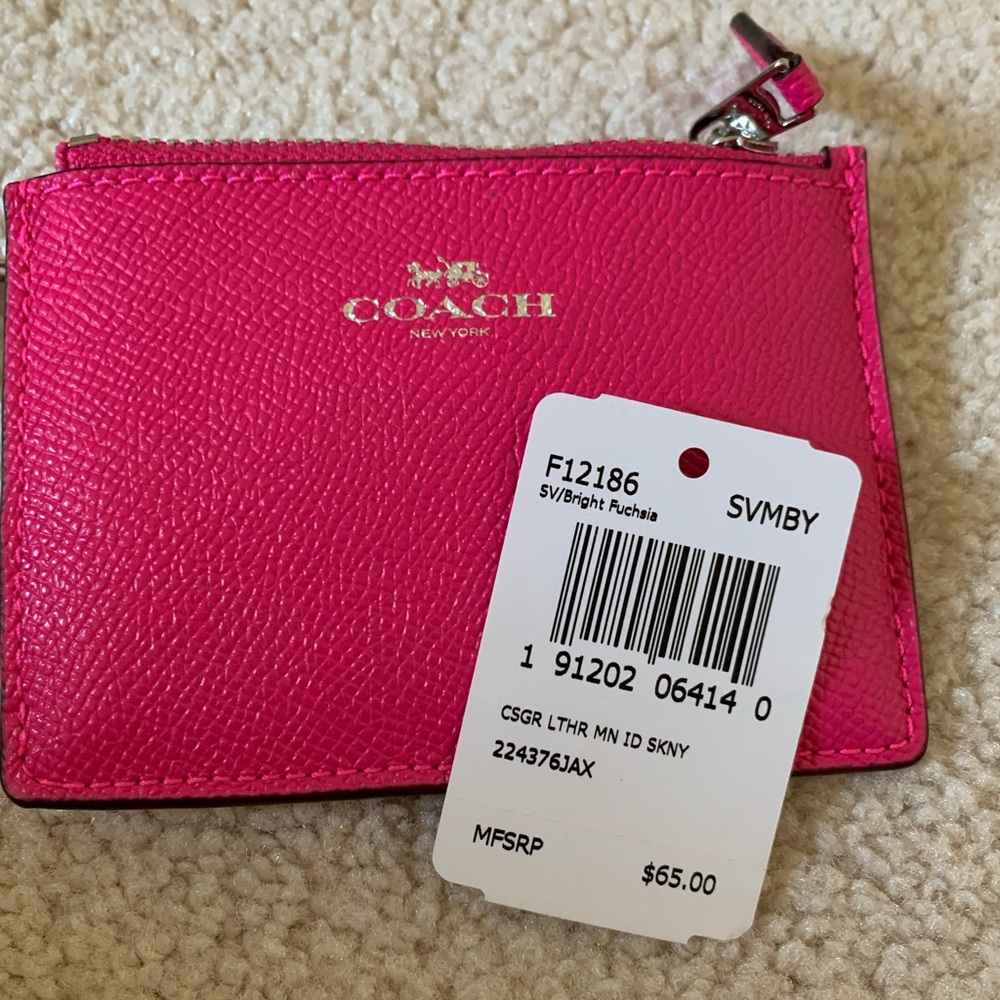 COACH
NEW YORK
F12186
SV/Bright Fuchsia
SVMBY
1 91202 06414 0
CSGR LTHR MN ID SKNY
224376JAX
MFSRP
$65.00